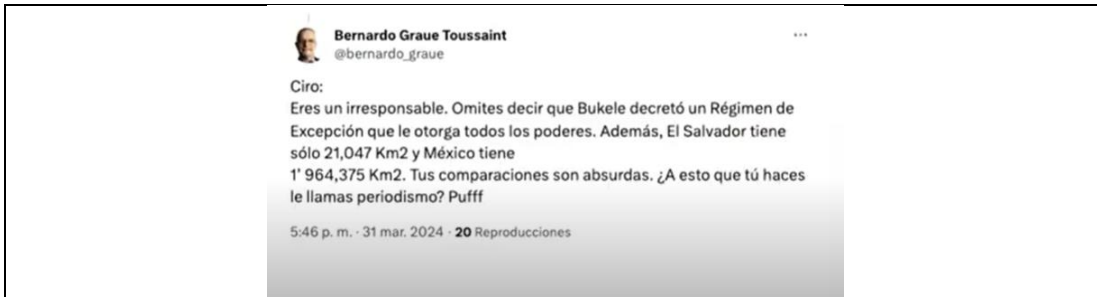 Bernardo Graue Toussaint
@bernardo_graue
Ciro:
Eres un irresponsable. Omites decir que Bukele decretó un Régimen de
Excepción que le otorga todos los poderes. Además, El Salvador tiene
sólo 21,047 Km2 y México tiene
1' 964,375 Km2. Tus comparaciones son absurdas. ¿A esto que tú haces
le llamas periodismo? Pufff
5:46 p. m. · 31 mar. 2024 · 20 Reproducciones